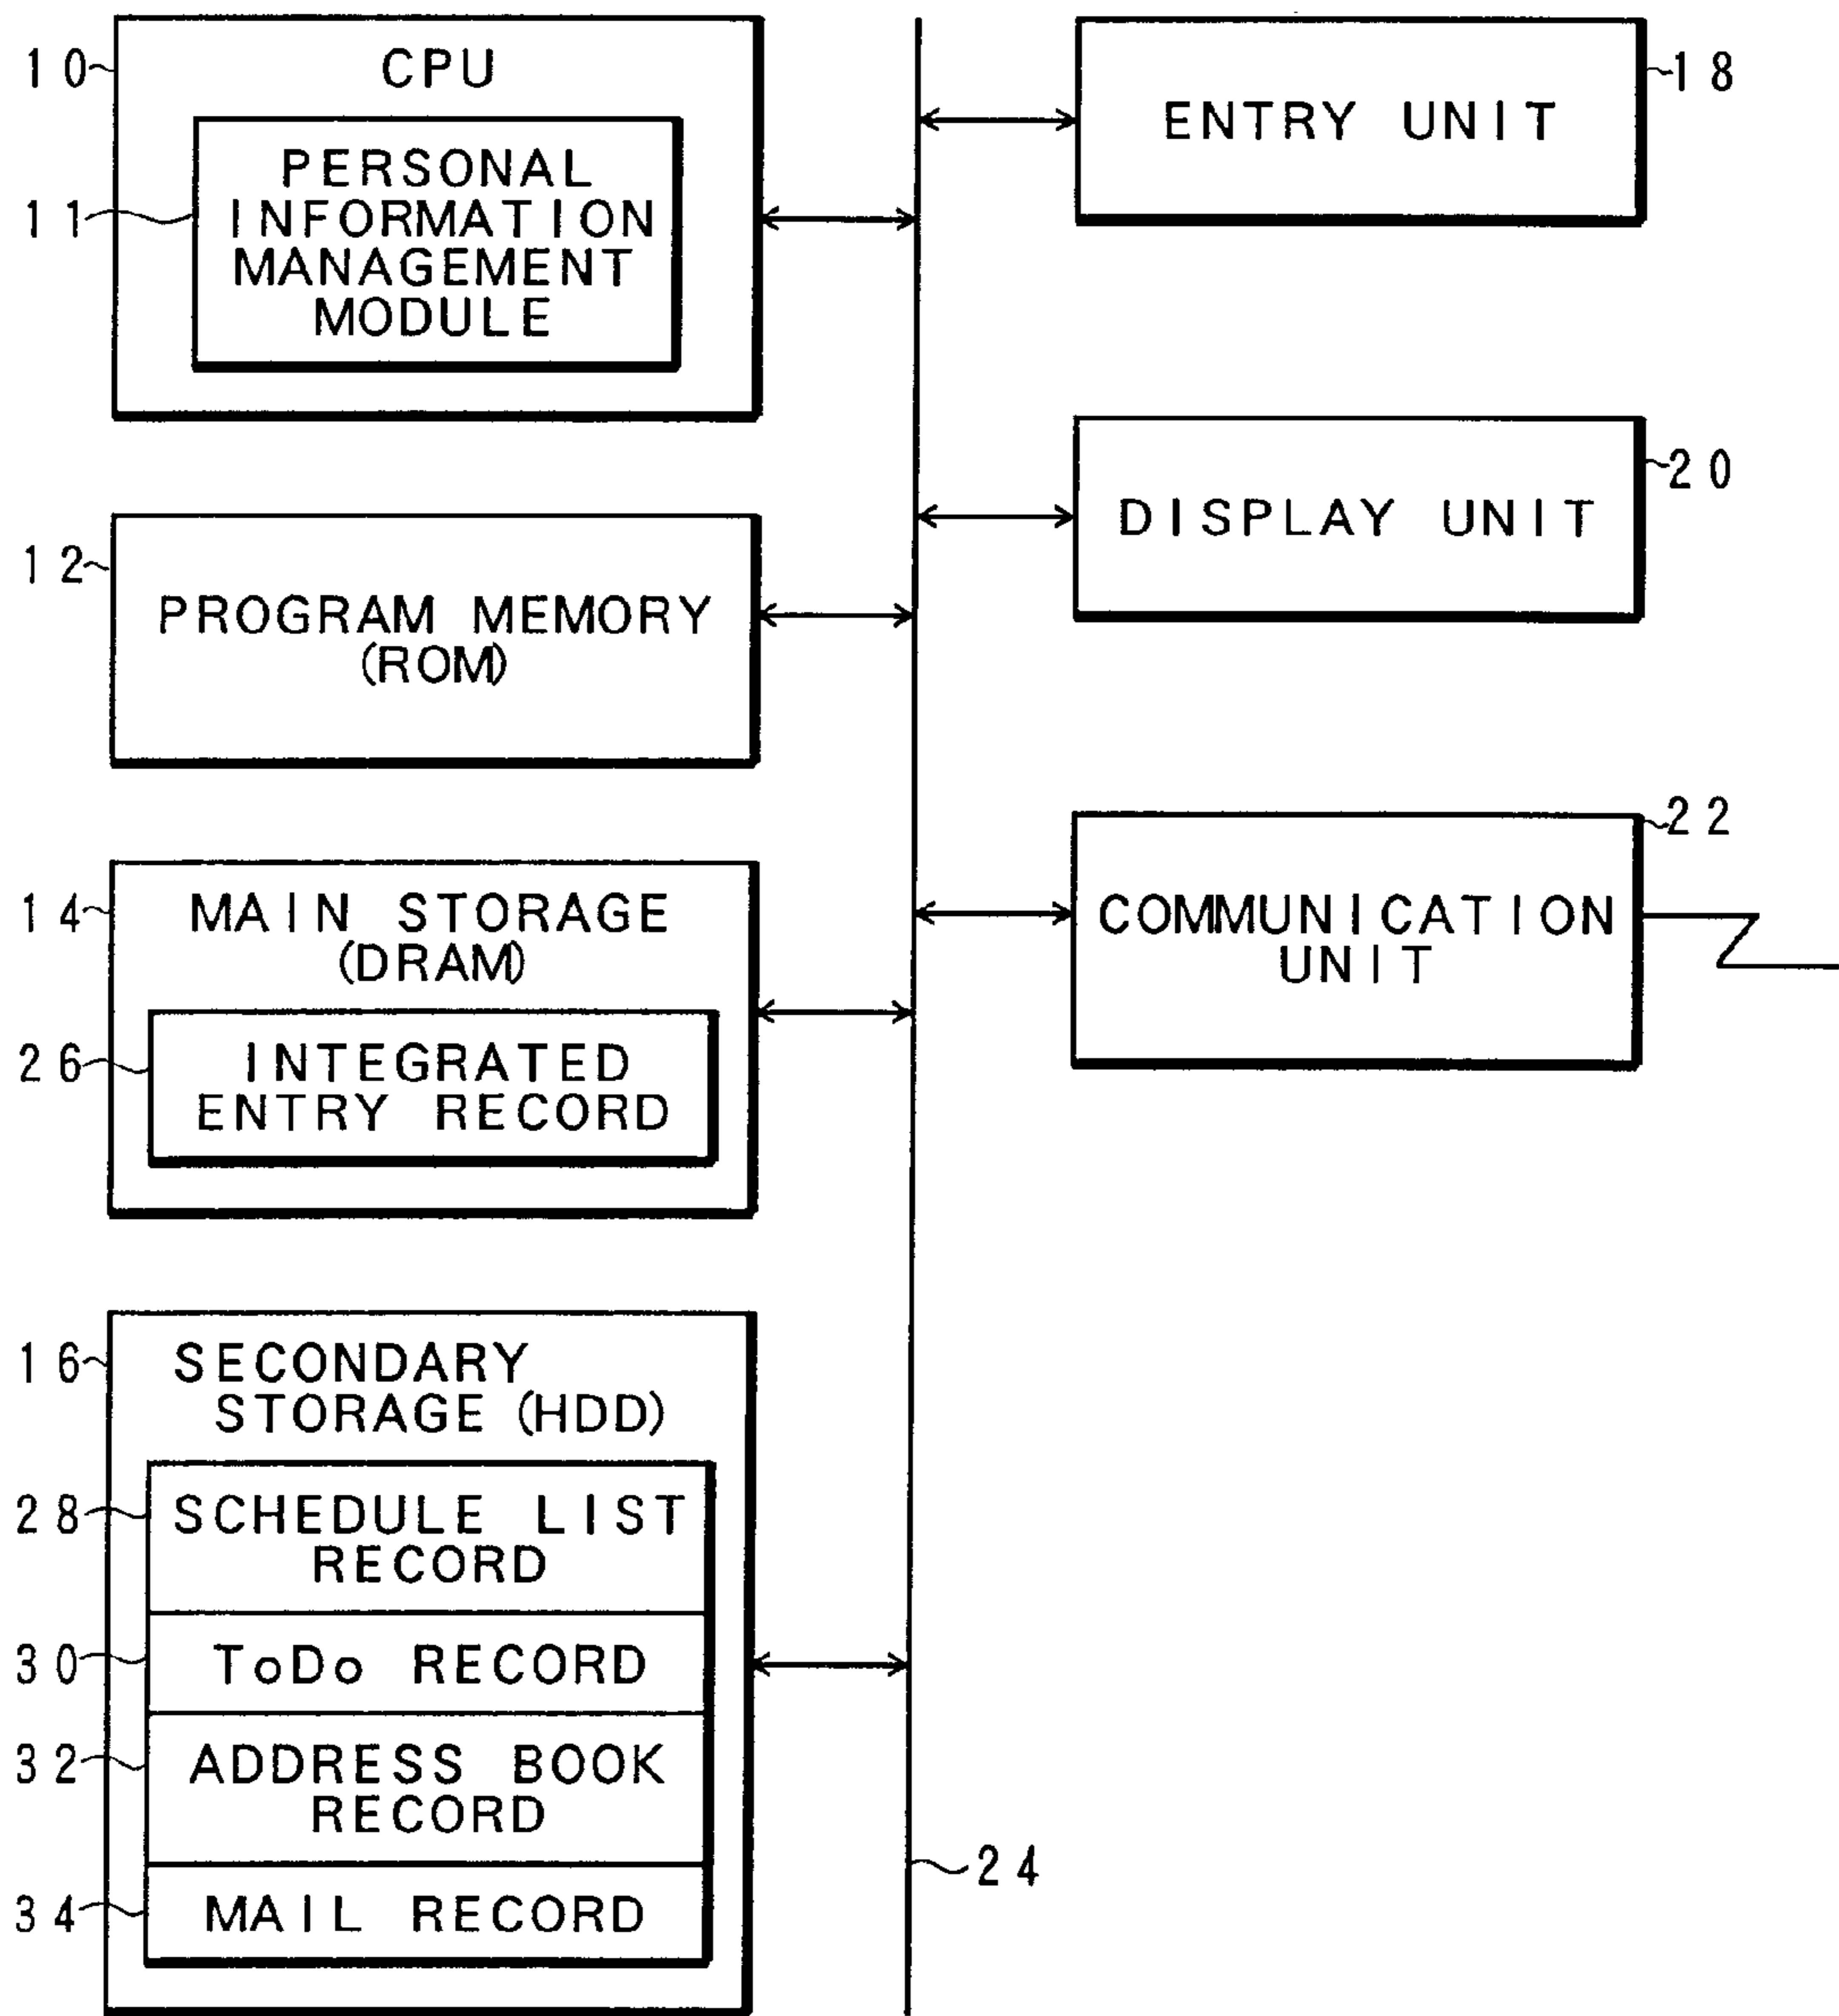 10
CPU
11
PERSONAL
INFORMATION
MANAGEMENT
MODULE
12
PROGRAM MEMORY
(ROM)
14
MAIN STORAGE
(DRAM)
26
INTEGRATED
ENTRY RECORD
16
SECONDARY
STORAGE (HDD)
28
SCHEDULE LIST
RECORD
30
ToDo RECORD
32
ADDRESS BOOK
RECORD
34
MAIL RECORD
18
ENTRY UNIT
20
DISPLAY UNIT
22
COMMUNICATION
UNIT
24